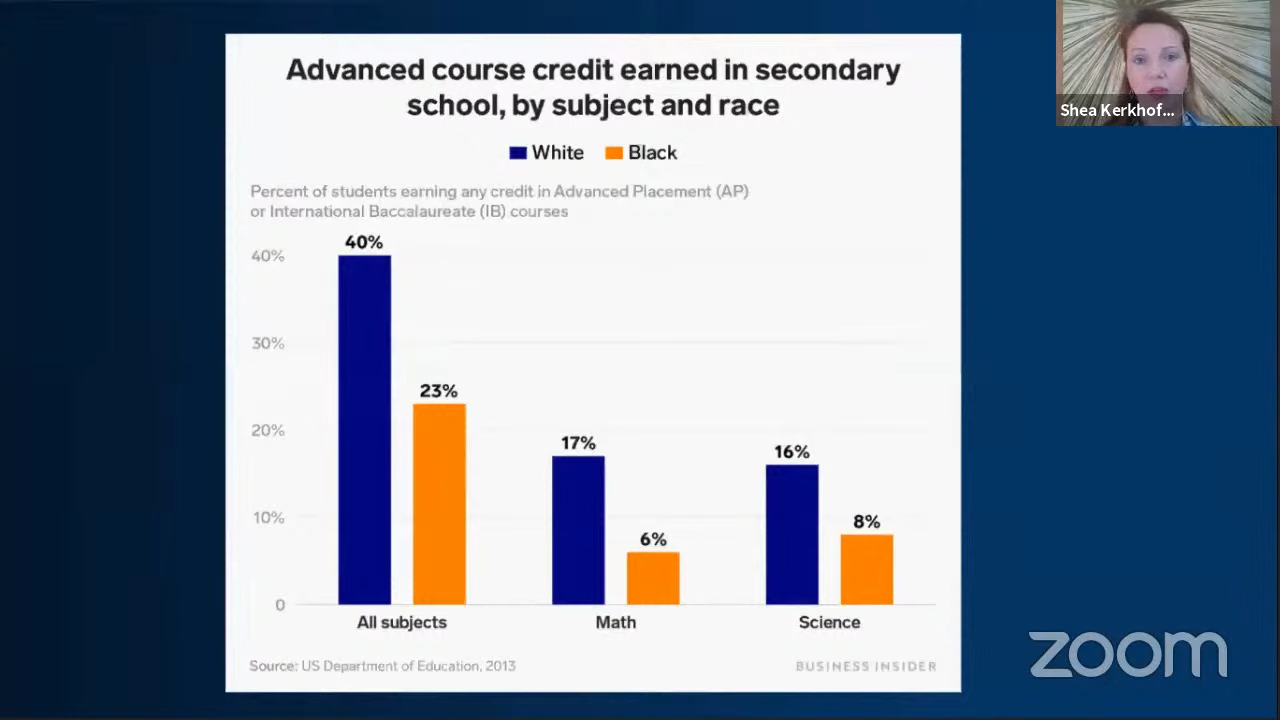 Advanced course credit earned in secondary
school, by subject and race
White Black
Percent of students earning any credit in Advanced Placement (AP)
or International Baccalaureate (IB) courses
40%
40%
30%
23%
20%
17%
16%
10%
6%
8%
0
All subjects Math Science
Source: US Department of Education, 2013
BUSINESS INSIDER
Shea Kerkhof...
zoom